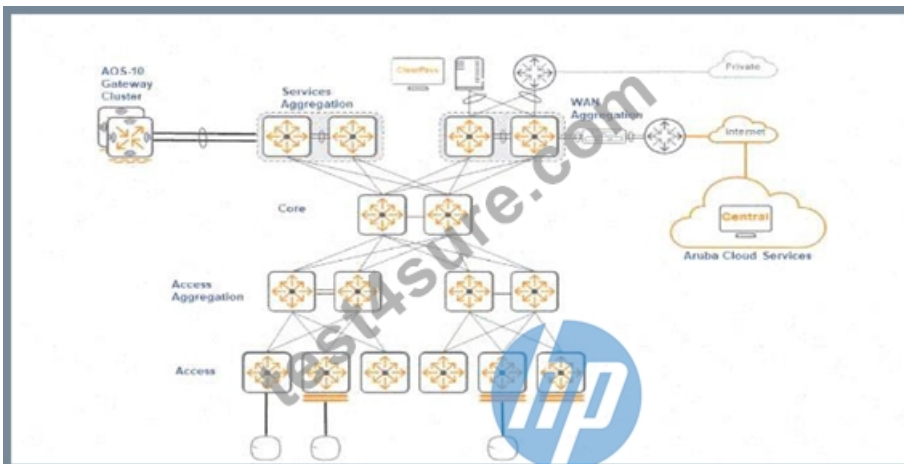 AOS-10
Gateway
Cluster
Services
Aggregation
ClearPass
Private
WAN
Aggregation
Internet
Core
Central
Aruba Cloud Services
Access
Aggregation
Access
test4sure.com
hp